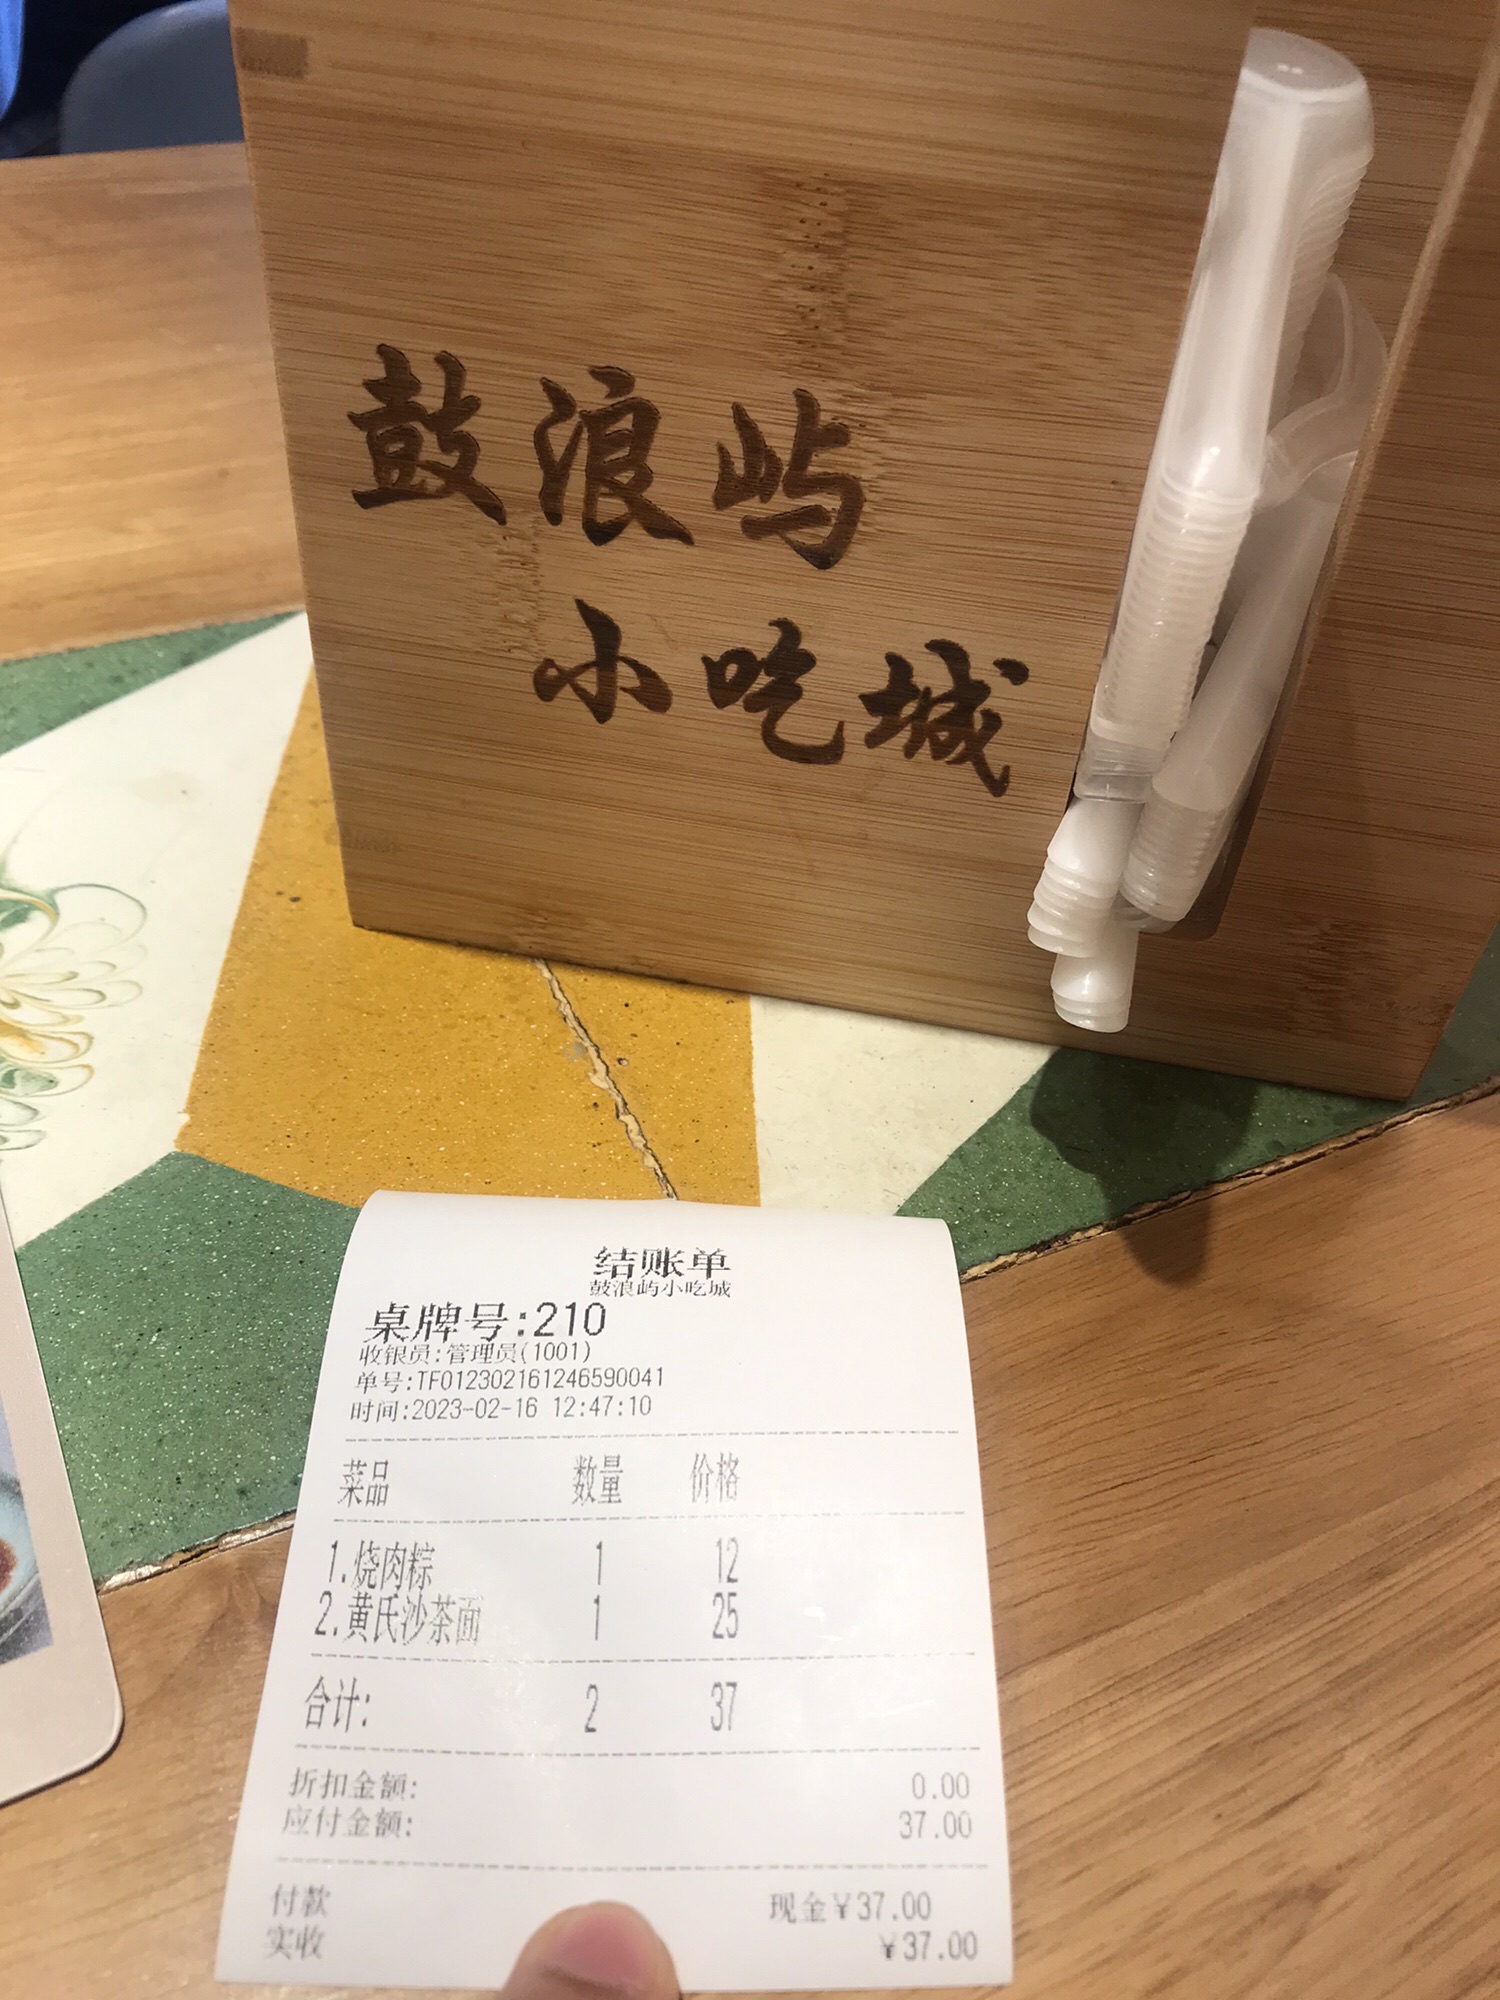 鼓浪屿
小吃城
结账单
鼓浪屿小吃城
桌牌号:210
收银员:管理员(1001)
单号:TF012302161246590041
时间:2023-02-16 12:47:10
菜品 数量 价格
1.烧肉粽 1 12
2.黄氏沙茶面 1 25
合计: 2 37
折扣金额: 0.00
应付金额: 37.00
付款 现金¥37.00
实收 ¥37.00